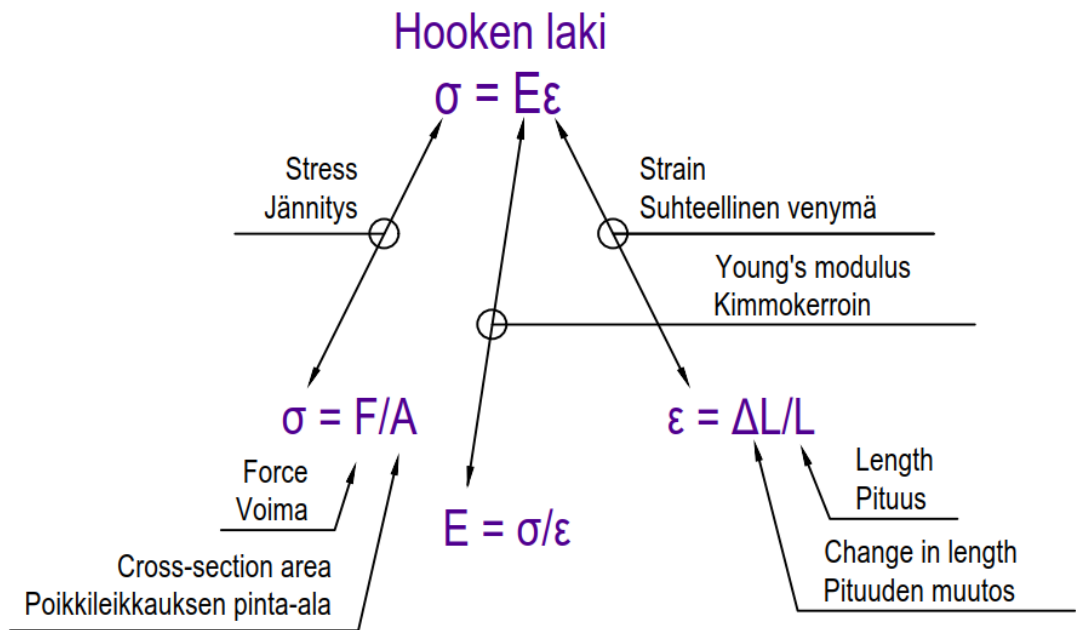 Hooken laki
σ = Eε
Stress
Jännitys
Strain
Suhteellinen venymä
Young's modulus
Kimmokerroin
σ = F/A
ε = ΔL/L
Force
Voima
Length
Pituus
E = σ/ε
Cross-section area
Poikkileikkauksen pinta-ala
Change in length
Pituuden muutos